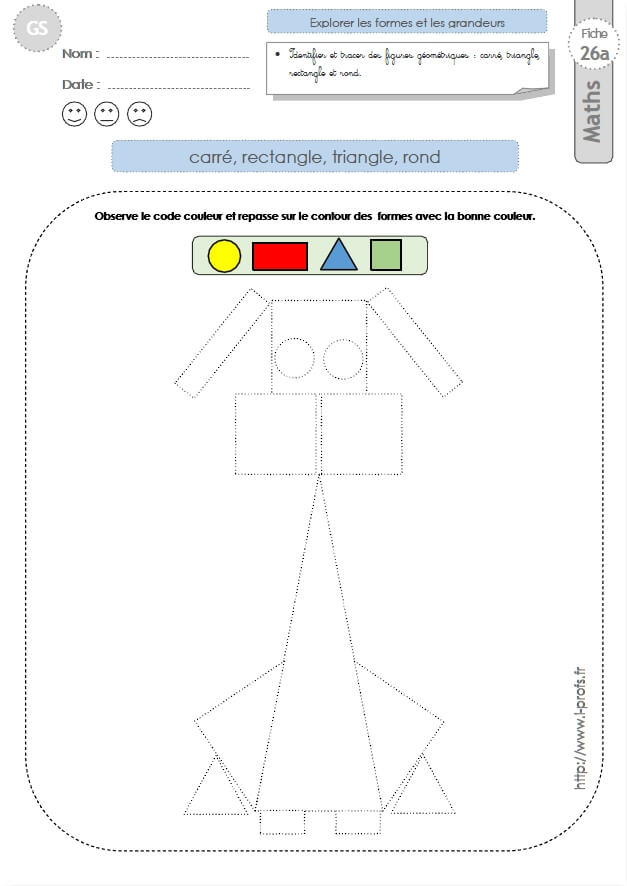 GS
Explorer les formes et les grandeurs
Fiche
26a
Maths
Nom :
Date :
• Identifier et tracer des figures géométriques : carré, triangle,
rectangle et rond.
carré, rectangle, triangle, rond
Observe le code couleur et repasse sur le contour des formes avec la bonne couleur.
http://www.i-profs.fr